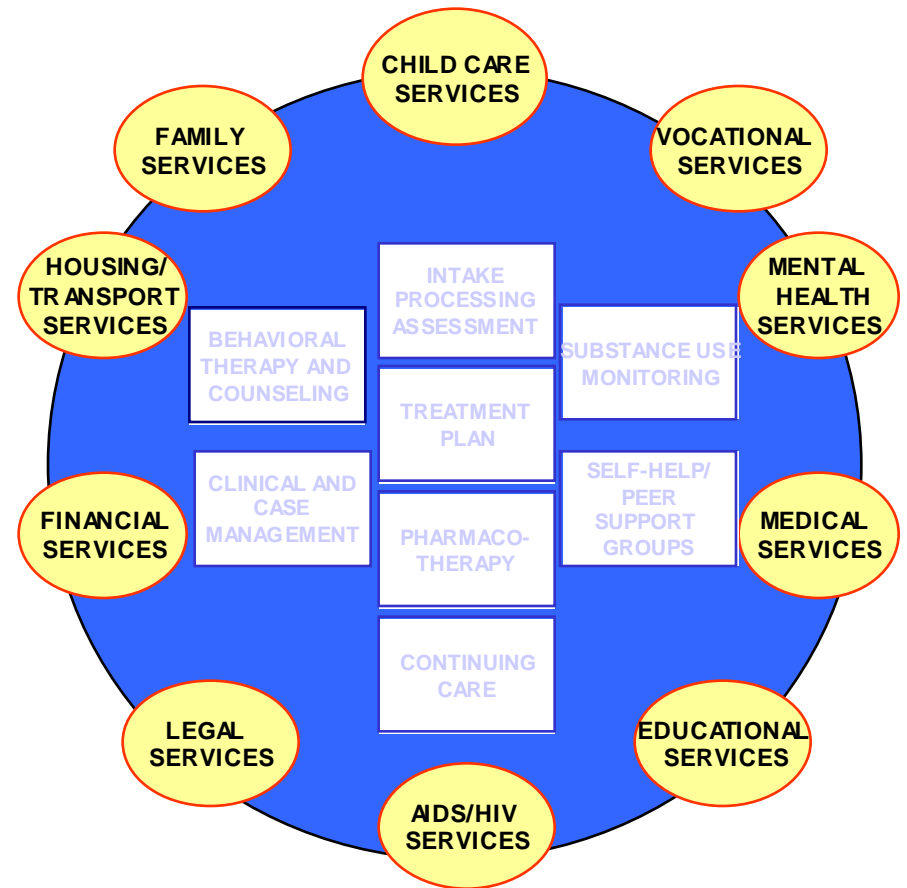 CHILD CARE
SERVICES
FAMILY
SERVICES
VOCATIONAL
SERVICES
HOUSING/
TRANSPORT
SERVICES
MENTAL
HEALTH
SERVICES
INTAKE
PROCESSING
ASSESSMENT
BEHAVIORAL
THERAPY AND
COUNSELING
SUBSTANCE USE
MONITORING
TREATMENT
PLAN
CLINICAL AND
CASE
MANAGEMENT
SELF-HELP/
PEER
SUPPORT
GROUPS
PHARMACO-
THERAPY
CONTINUING
CARE
FINANCIAL
SERVICES
MEDICAL
SERVICES
LEGAL
SERVICES
EDUCATIONAL
SERVICES
AIDS/HIV
SERVICES